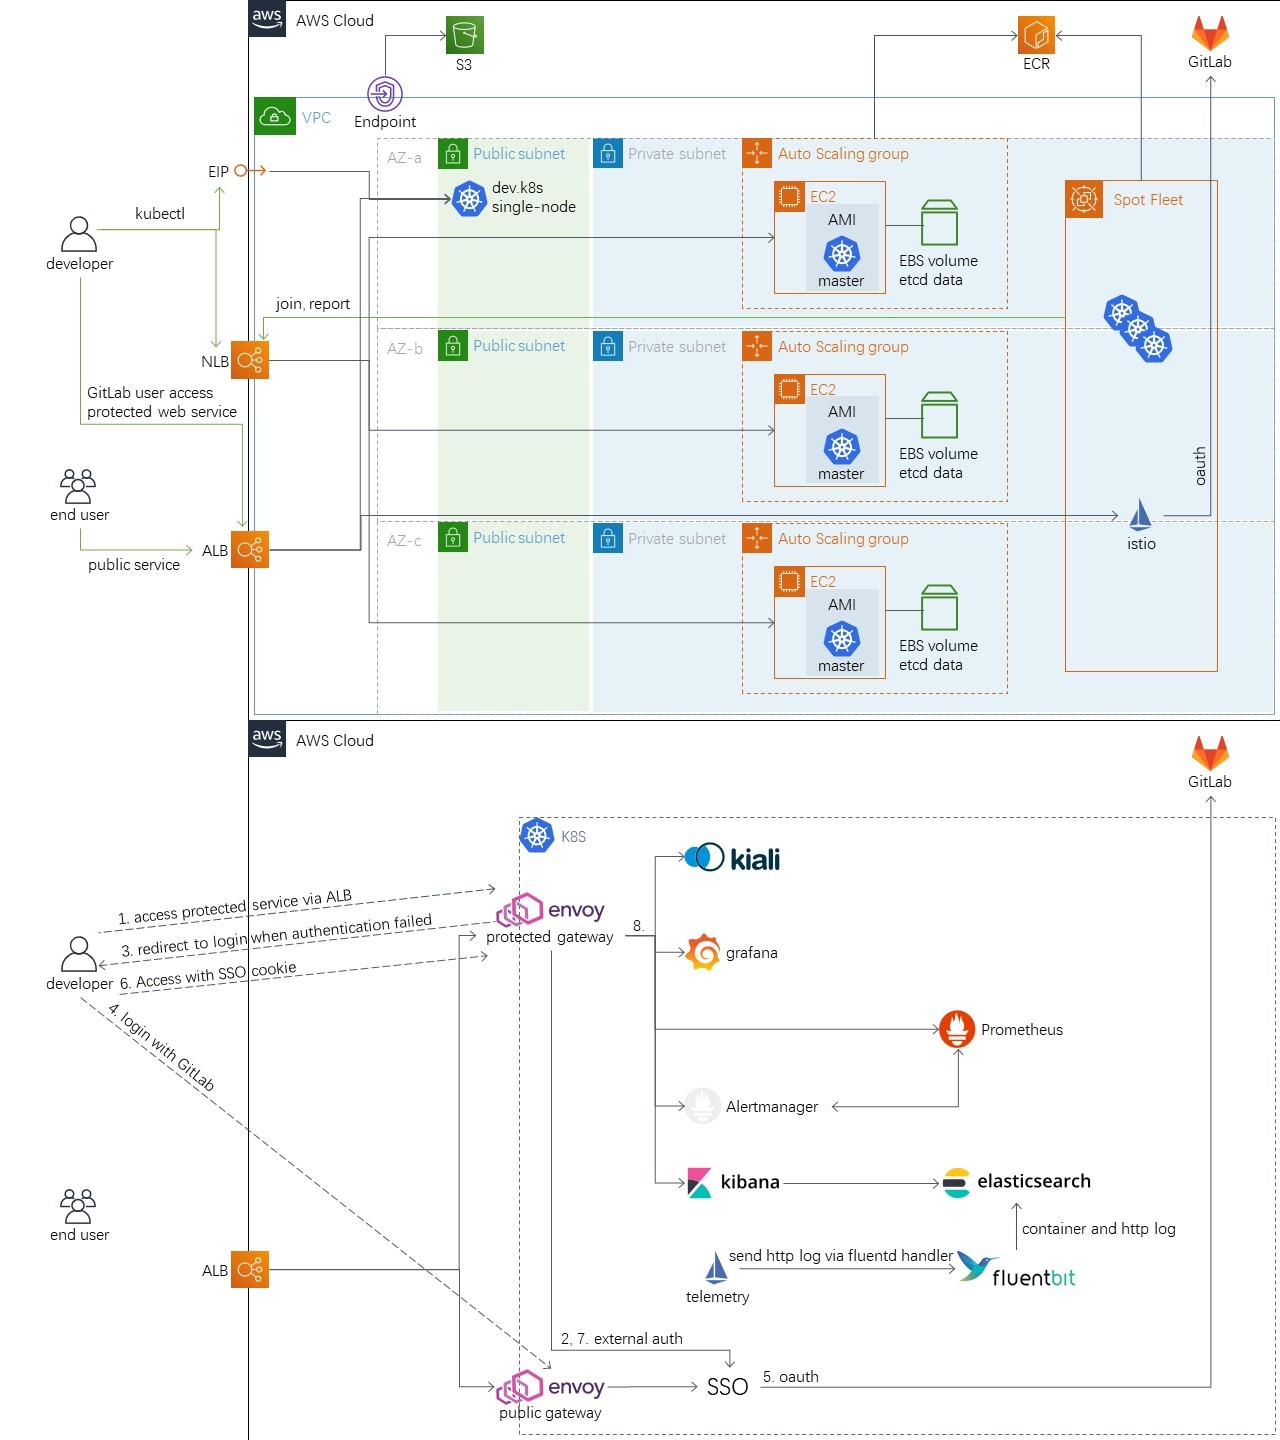 aws
AWS Cloud
S3
ECR
GitLab
VPC
Endpoint
AZ-a
Public subnet
Private subnet
Auto Scaling group
EIP
dev.k8s
single-node
EC2
AMI
master
EBS volume
etcd data
Spot Fleet
kubectl
developer
join, report
AZ-b
Public subnet
Private subnet
Auto Scaling group
NLB
EC2
AMI
master
EBS volume
etcd data
GitLab user access
protected web service
oauth
end user
AZ-c
Public subnet
Private subnet
Auto Scaling group
ALB
public service
istio
EC2
AMI
master
EBS volume
etcd data
aws
AWS Cloud
GitLab
K8S
kiali
1. access protected service via ALB
envoy
protected gateway
8.
3. redirect to login when authentication failed
grafana
developer
6. Access with SSO cookie
4. login with GitLab
Prometheus
Alertmanager
kibana
elasticsearch
end user
container and http log
send http log via fluentd handler
ALB
telemetry
fluentbit
2, 7. external auth
envoy
public gateway
SSO
5. oauth